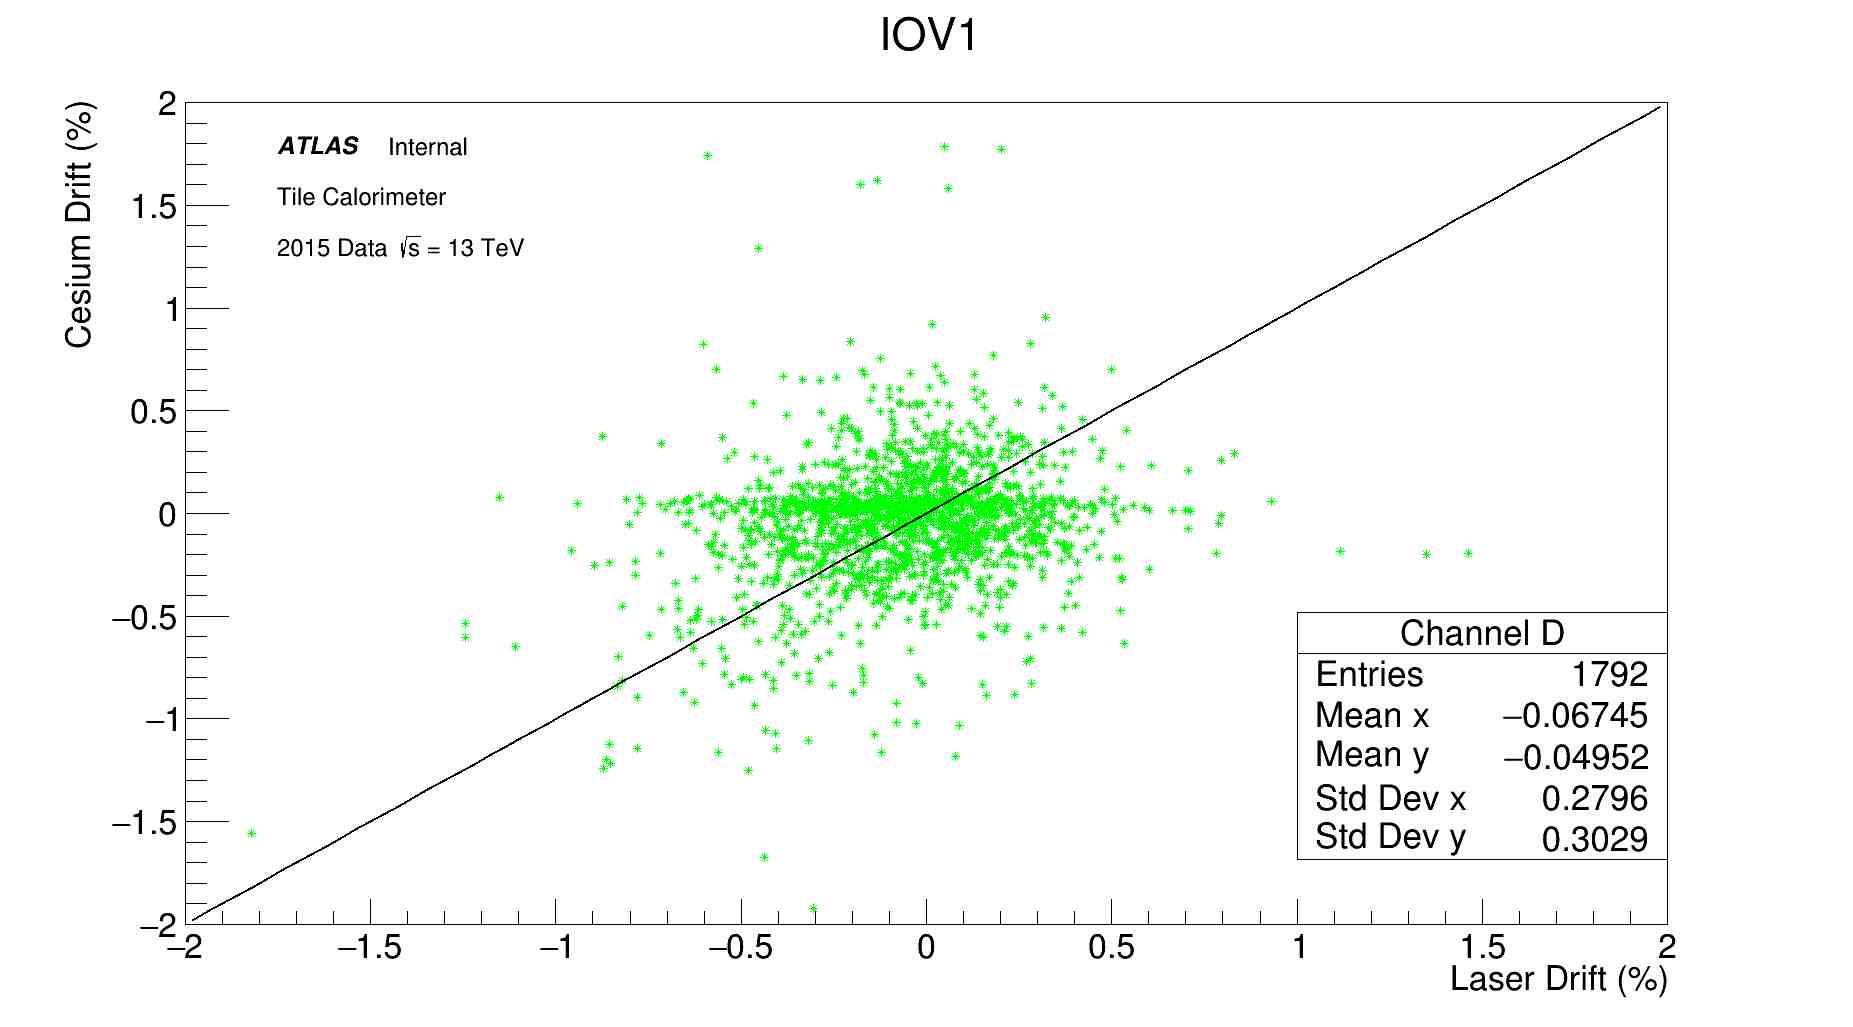 IOV1
Cesium Drift (%)
2
1.5
1
0.5
0
−0.5
−1
−1.5
−2
ATLAS Internal
Tile Calorimeter
2015 Data √s = 13 TeV
Channel D
Entries 1792
Mean x −0.06745
Mean y −0.04952
Std Dev x 0.2796
Std Dev y 0.3029
−2 −1.5 −1 −0.5 0 0.5 1 1.5 2
Laser Drift (%)